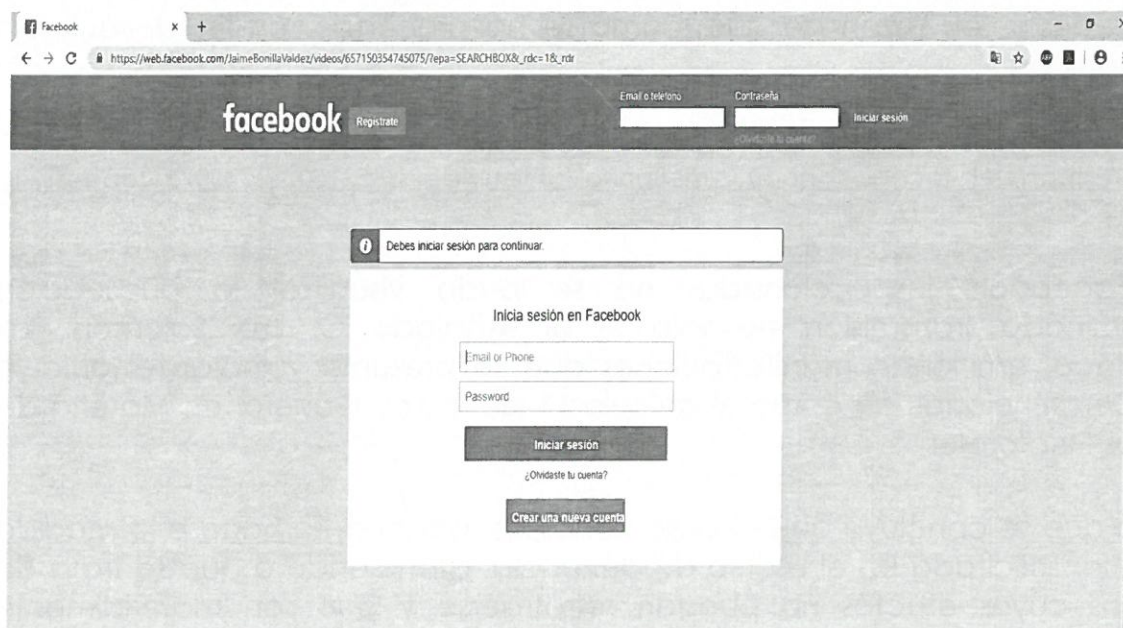 Facebook x +
https://web.facebook.com/JaimeBonillaValdez/videos/657150354745075/?epa=SEARCHBOX&_rdc=1&_rdr
Email o teléfono Contraseña
facebook Regístrate Iniciar sesión
¿Olvidaste tu cuenta?
i Debes iniciar sesión para continuar.
Inicia sesión en Facebook
Email or Phone
Password
Iniciar sesión
¿Olvidaste tu cuenta?
Crear una nueva cuenta